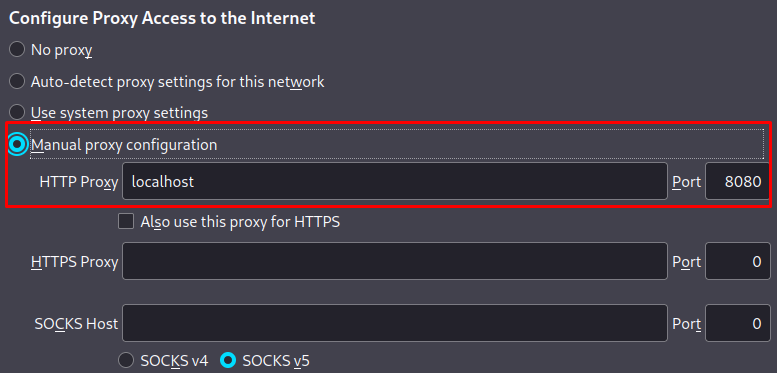 Configure Proxy Access to the Internet
No proxy
Auto-detect proxy settings for this network
Use system proxy settings
Manual proxy configuration
HTTP Proxy localhost Port 8080
Also use this proxy for HTTPS
HTTPS Proxy Port 0
SOCKS Host Port 0
SOCKS v4 SOCKS v5